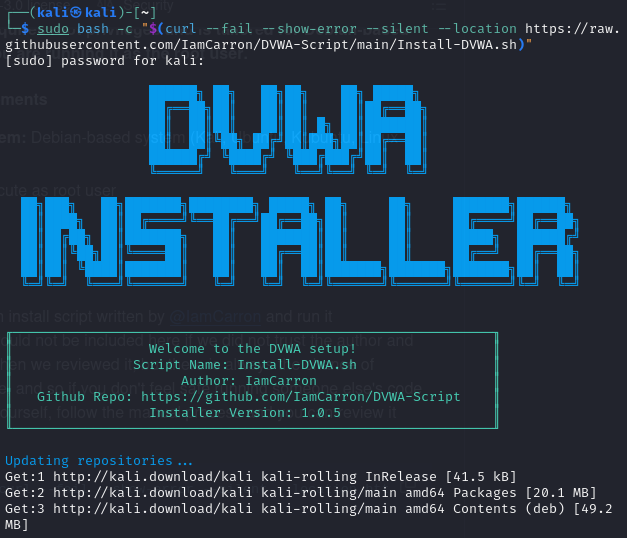 ┌──(kali㉿kali)-[~]
└─$ sudo bash -c "$(curl --fail --show-error --silent --location https://raw.
githubusercontent.com/IamCarron/DVWA-Script/main/Install-DVWA.sh)"
[sudo] password for kali:
DVWA
INSTALLER
Welcome to the DVWA setup!
Script Name: Install-DVWA.sh
Author: IamCarron
Github Repo: https://github.com/IamCarron/DVWA-Script
Installer Version: 1.0.5
Updating repositories...
Get:1 http://kali.download/kali kali-rolling InRelease [41.5 kB]
Get:2 http://kali.download/kali kali-rolling/main amd64 Packages [20.1 MB]
Get:3 http://kali.download/kali kali-rolling/main amd64 Contents (deb) [49.2
MB]